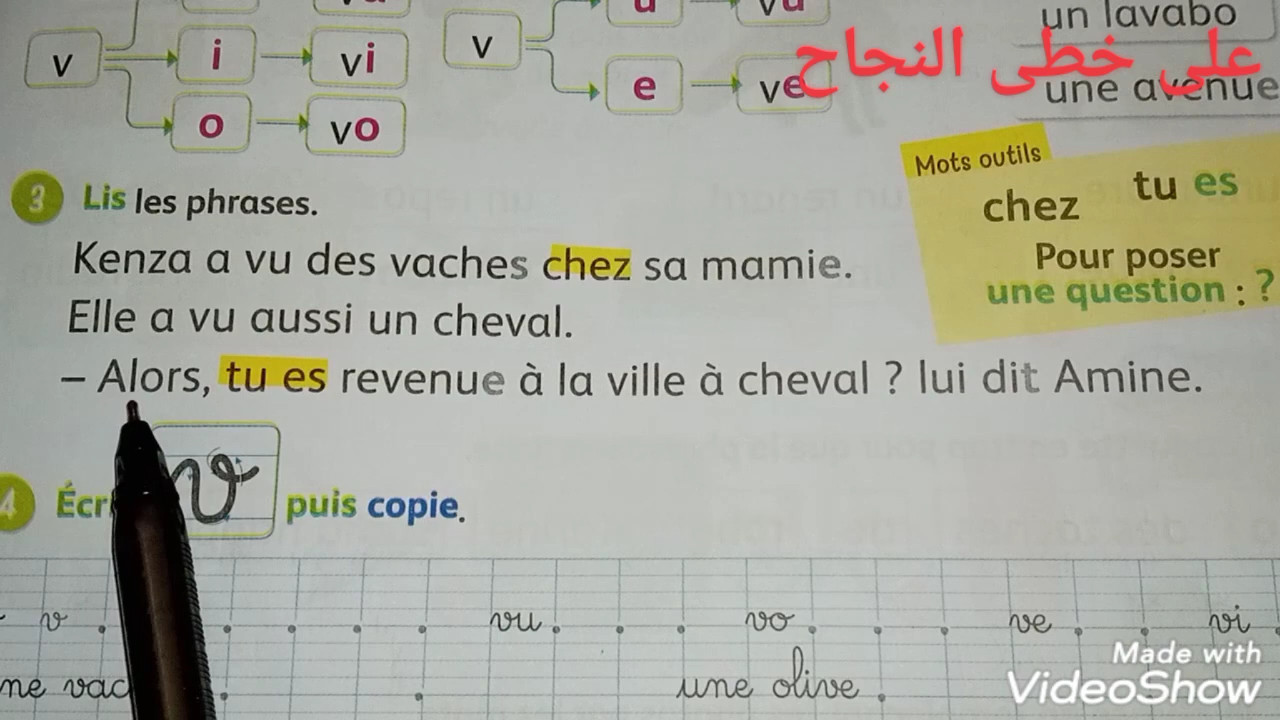 un lavabo
v i vi
v u vu
e ve
une avenue
o vo
على خطى النجاح
Mots outils
chez tu es
Pour poser
une question : ?
3 Lis les phrases.
Kenza a vu des vaches chez sa mamie.
Elle a vu aussi un cheval.
– Alors, tu es revenue à la ville à cheval ? lui dit Amine.
4 v puis copie.
v vu vo ve vi
une olive
Made with
VideoShow